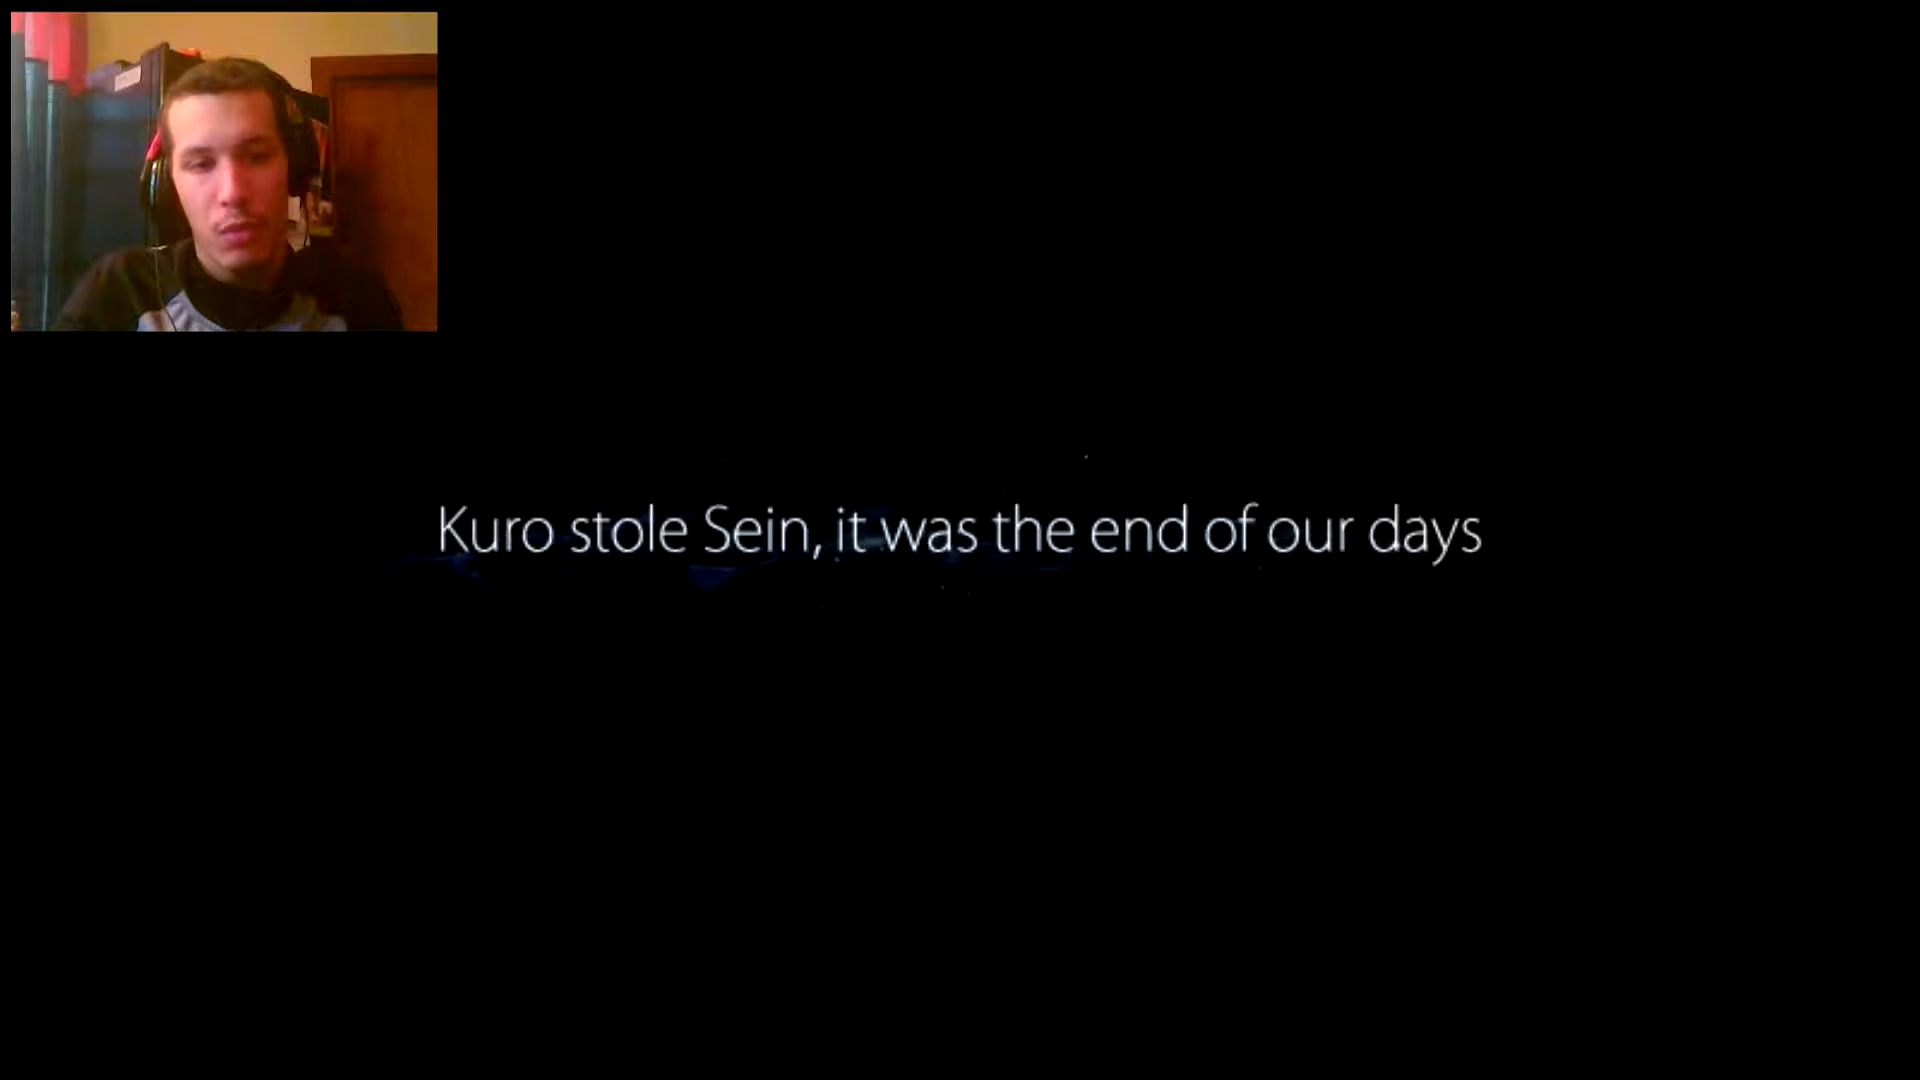 Kuro stole Sein, it was the end of our days